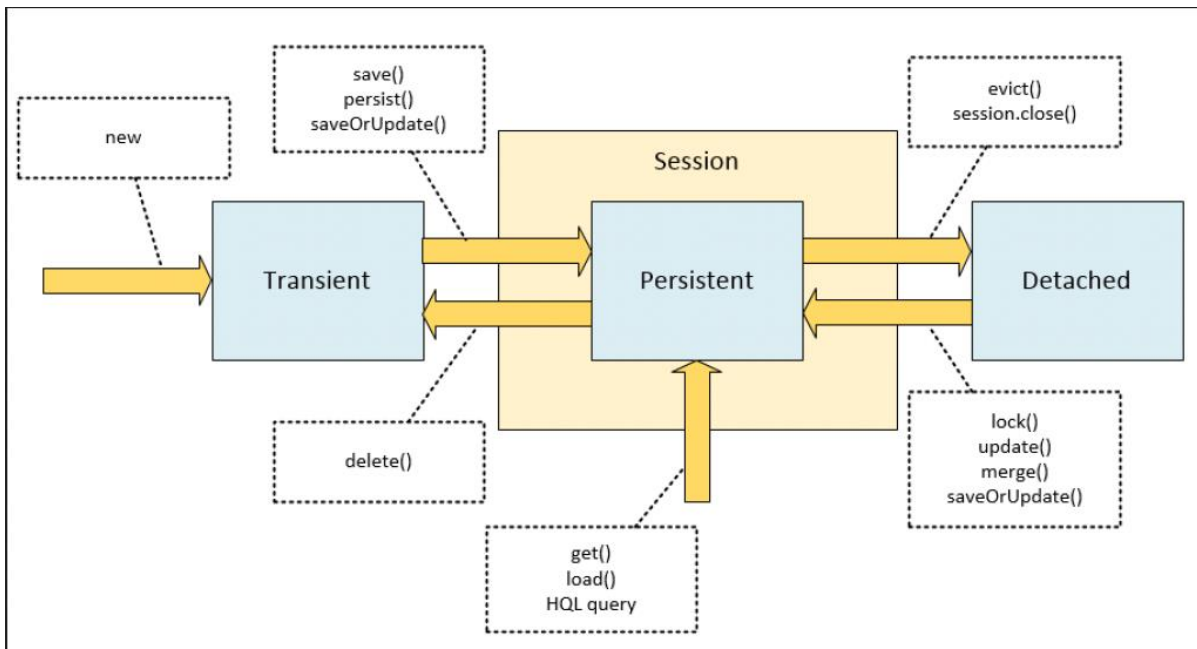 save()
persist()
saveOrUpdate()
evict()
session.close()
new
Session
Transient
Persistent
Detached
delete()
lock()
update()
merge()
saveOrUpdate()
get()
load()
HQL query